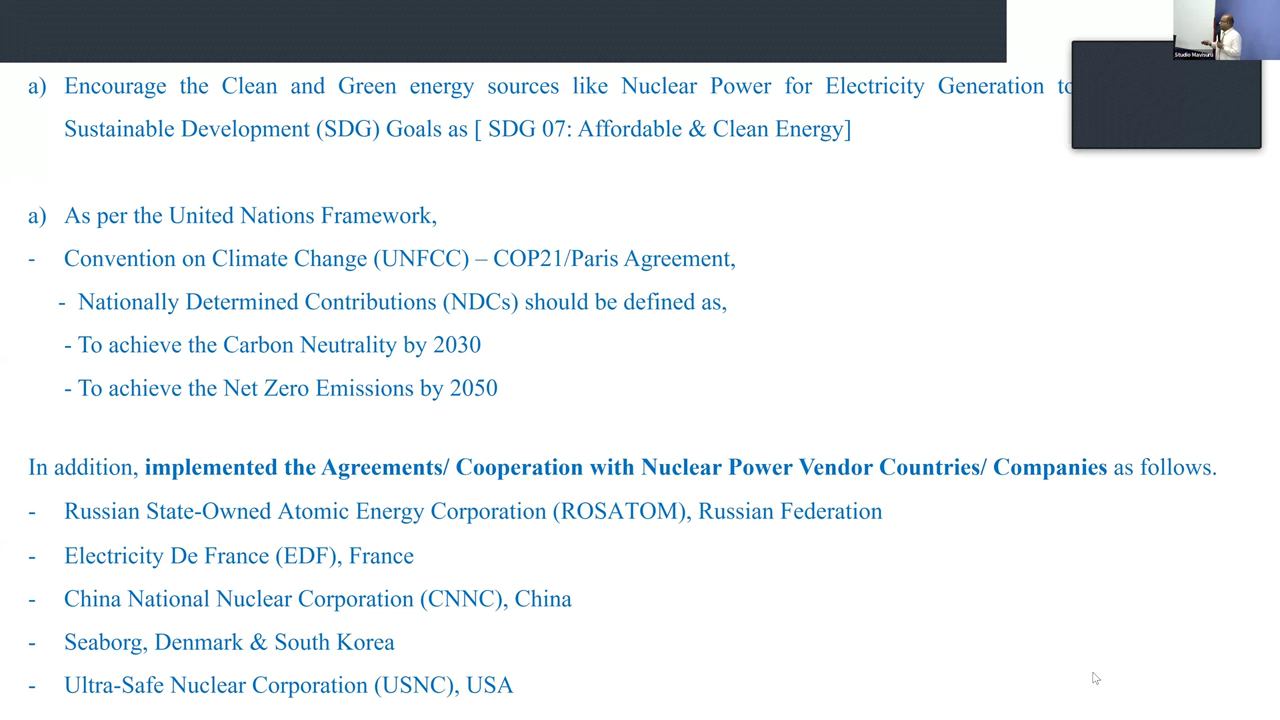 Studio Mavisuru
a) Encourage the Clean and Green energy sources like Nuclear Power for Electricity Generation to
Sustainable Development (SDG) Goals as [ SDG 07: Affordable & Clean Energy]
a) As per the United Nations Framework,
- Convention on Climate Change (UNFCC) – COP21/Paris Agreement,
- Nationally Determined Contributions (NDCs) should be defined as,
- To achieve the Carbon Neutrality by 2030
- To achieve the Net Zero Emissions by 2050
In addition, implemented the Agreements/ Cooperation with Nuclear Power Vendor Countries/ Companies as follows.
- Russian State-Owned Atomic Energy Corporation (ROSATOM), Russian Federation
- Electricity De France (EDF), France
- China National Nuclear Corporation (CNNC), China
- Seaborg, Denmark & South Korea
- Ultra-Safe Nuclear Corporation (USNC), USA